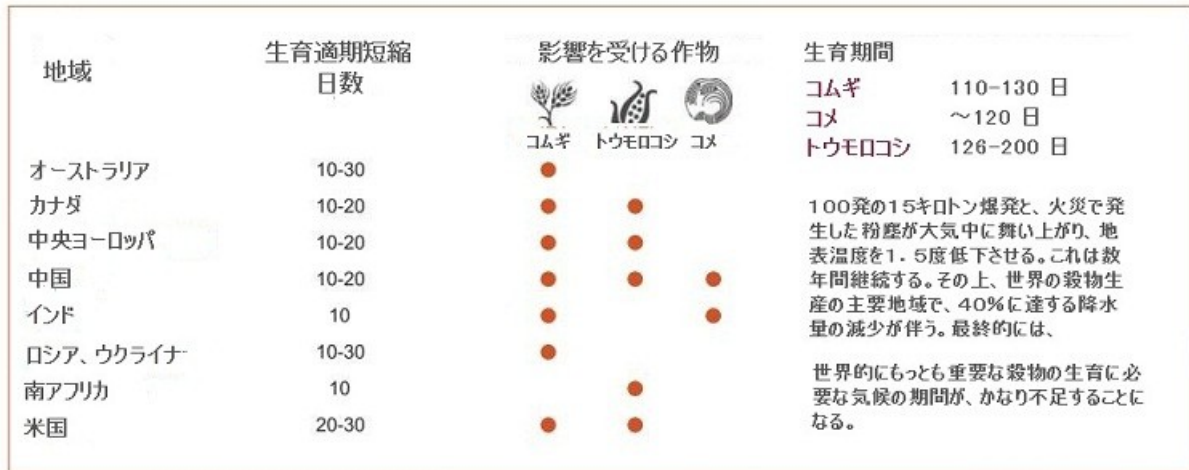 地域
生育適期短縮
日数
影響を受ける作物
コムギ トウモロコシ コメ
オーストラリア 10-30
カナダ 10-20
中央ヨーロッパ 10-20
中国 10-20
インド 10
ロシア、ウクライナ 10-30
南アフリカ 10
米国 20-30
生育期間
コムギ 110-130 日
コメ ～120 日
トウモロコシ 126-200 日
100発の15キロトン爆発と、火災で発
生した粉塵が大気中に舞い上がり、地
表温度を1．5度低下させる。これは数
年間継続する。その上、世界の穀物生
産の主要地域で、40%に達する降水
量の減少が伴う。最終的には、
世界的にもっとも重要な穀物の生育に必
要な気候の期間が、かなり不足することに
なる。